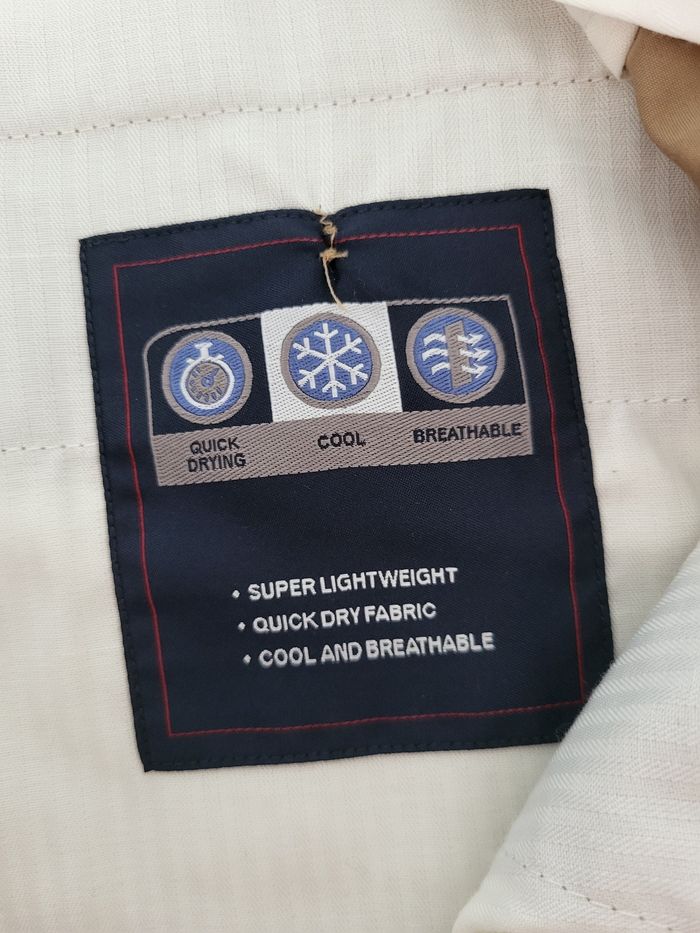 QUICK
DRYING
COOL
BREATHABLE
• SUPER LIGHTWEIGHT
• QUICK DRY FABRIC
• COOL AND BREATHABLE